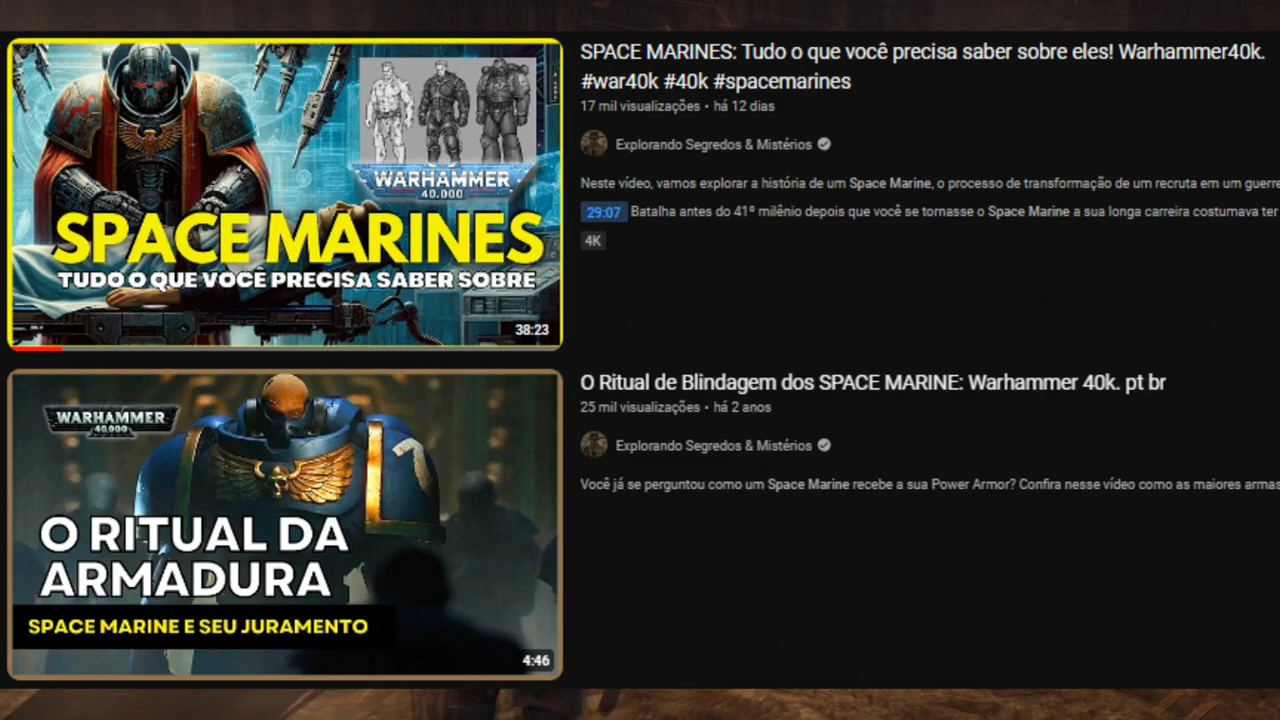 SPACE MARINES: Tudo o que você precisa saber sobre eles! Warhammer40k.
#war40k #40k #spacemarines
17 mil visualizações • há 12 dias
Explorando Segredos & Mistérios
Neste vídeo, vamos explorar a história de um Space Marine, o processo de transformação de um recruta em um guerre
29:07 Batalha antes do 41º milênio depois que você se tornasse o Space Marine a sua longa carreira costumava ter
4K
WARHAMMER
40.000
SPACE MARINES
TUDO O QUE VOCÊ PRECISA SABER SOBRE
38:23
O Ritual de Blindagem dos SPACE MARINE: Warhammer 40k. pt br
25 mil visualizações • há 2 anos
Explorando Segredos & Mistérios
Você já se perguntou como um Space Marine recebe a sua Power Armor? Confira nesse vídeo como as maiores armas
WARHAMMER
40.000
O RITUAL DA
ARMADURA
SPACE MARINE E SEU JURAMENTO
4:46